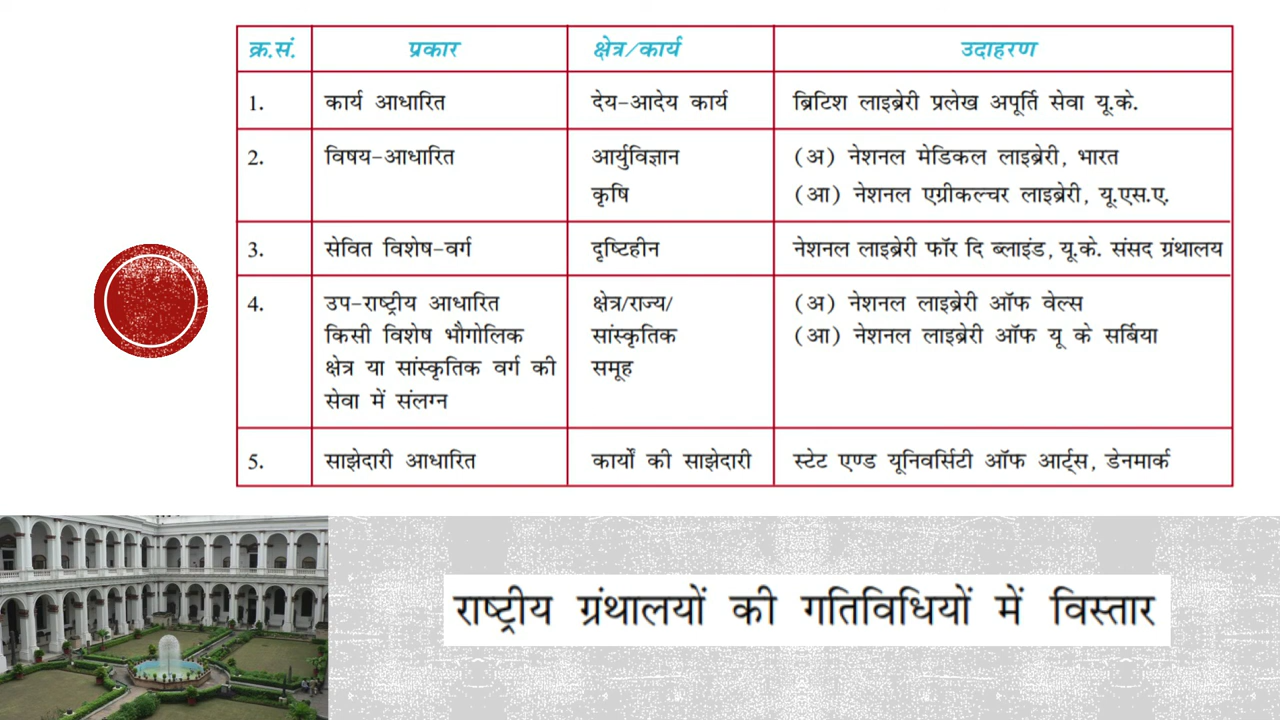 क्र.सं. प्रकार क्षेत्र/कार्य उदाहरण
1. कार्य आधारित देय-आदेय कार्य ब्रिटिश लाइब्रेरी प्रलेख अपूर्ति सेवा यू.के.
2. विषय-आधारित आर्युविज्ञान (अ) नेशनल मेडिकल लाइब्रेरी, भारत
कृषि (आ) नेशनल एग्रीकल्चर लाइब्रेरी, यू.एस.ए.
3. सेवित विशेष-वर्ग दृष्टिहीन नेशनल लाइब्रेरी फॉर दि ब्लाइंड, यू.के. संसद ग्रंथालय
4. उप-राष्ट्रीय आधारित क्षेत्र/राज्य/ (अ) नेशनल लाइब्रेरी ऑफ वेल्स
किसी विशेष भौगोलिक सांस्कृतिक (आ) नेशनल लाइब्रेरी ऑफ यू के सर्बिया
क्षेत्र या सांस्कृतिक वर्ग की समूह
सेवा में संलग्न
5. साझेदारी आधारित कार्यों की साझेदारी स्टेट एण्ड यूनिवर्सिटी ऑफ आर्ट्स, डेनमार्क
राष्ट्रीय ग्रंथालयों की गतिविधियों में विस्तार